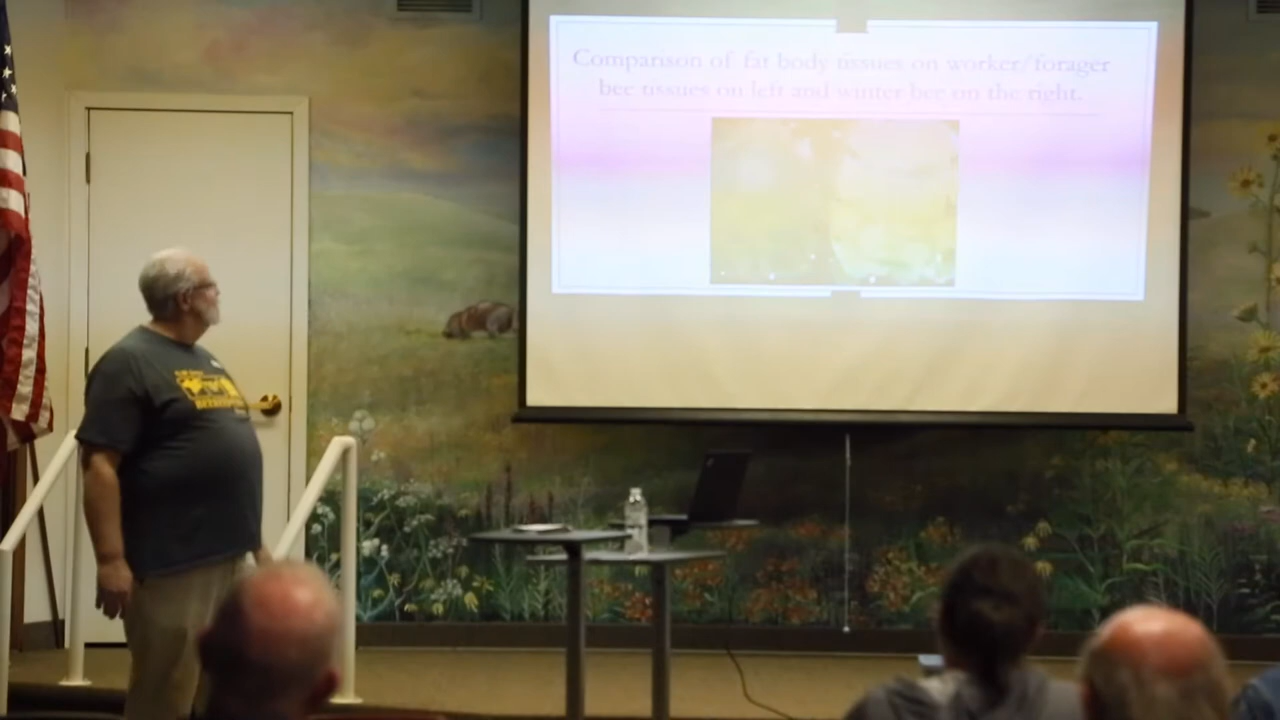 Comparison of fat body tissues on worker/forager
bee tissues on left and winter bee on the right.